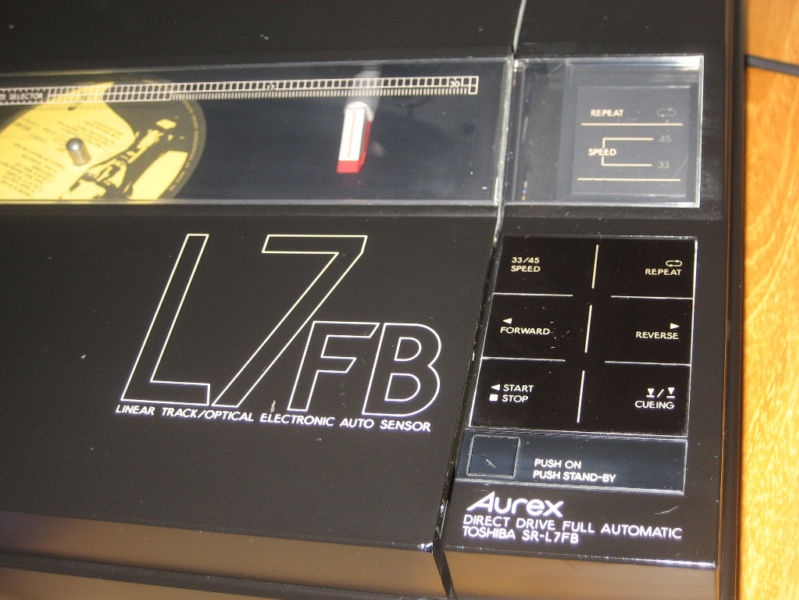 SELECTOR
REPEAT
45
SPEED
33
L7FB
LINEAR TRACK/OPTICAL ELECTRONIC AUTO SENSOR
33/45
SPEED
REPEAT
◄
FORWARD
►
REVERSE
◄ START
■ STOP
CUEING
PUSH ON
PUSH STAND-BY
Aurex
DIRECT DRIVE FULL AUTOMATIC
TOSHIBA SR-L7FB